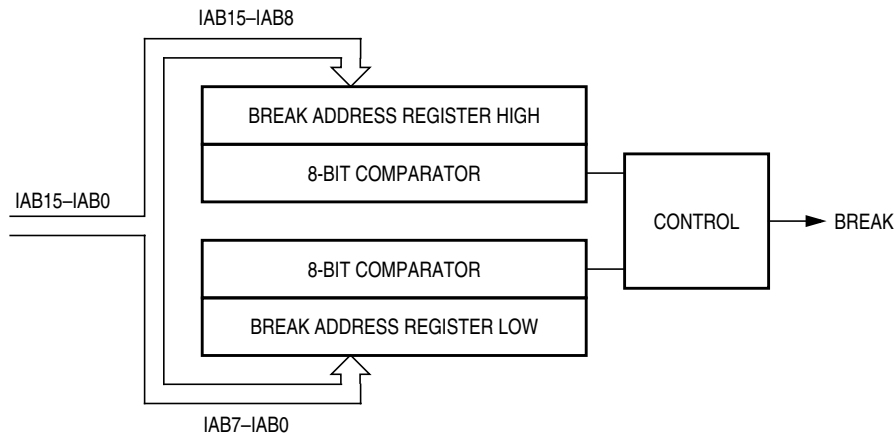 IAB15–IAB8
BREAK ADDRESS REGISTER HIGH
8-BIT COMPARATOR
IAB15–IAB0
CONTROL
BREAK
8-BIT COMPARATOR
BREAK ADDRESS REGISTER LOW
IAB7–IAB0